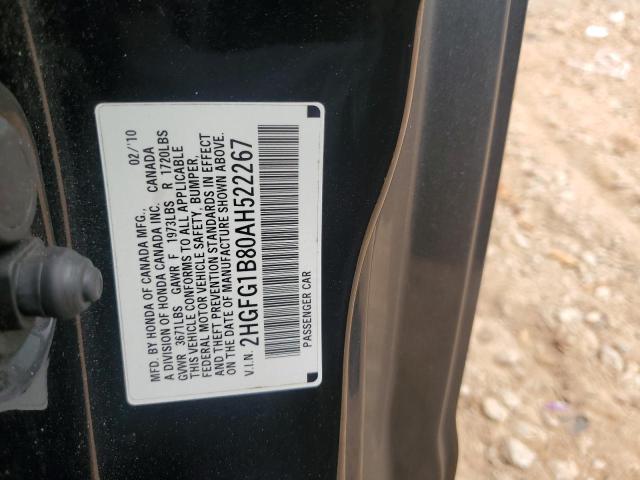 MFD. BY HONDA OF CANADA MFG., 02/'10
A DIVISION OF HONDA CANADA INC. CANADA
GVWR 3671LBS GAWR F 1973LBS R 1720LBS
THIS VEHICLE CONFORMS TO ALL APPLICABLE
FEDERAL MOTOR VEHICLE SAFETY, BUMPER,
AND THEFT PREVENTION STANDARDS IN EFFECT
ON THE DATE OF MANUFACTURE SHOWN ABOVE.
V.I.N. 2HGFG1B80AH522267
PASSENGER CAR